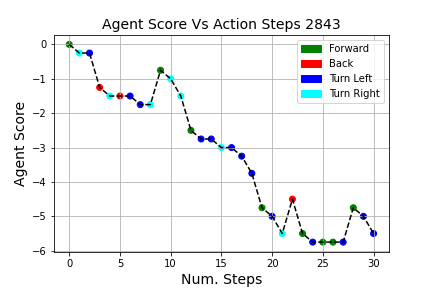 Agent Score Vs Action Steps 2843
Forward
Back
Turn Left
Turn Right
Agent Score
0
−1
−2
−3
−4
−5
−6
0 5 10 15 20 25 30
Num. Steps